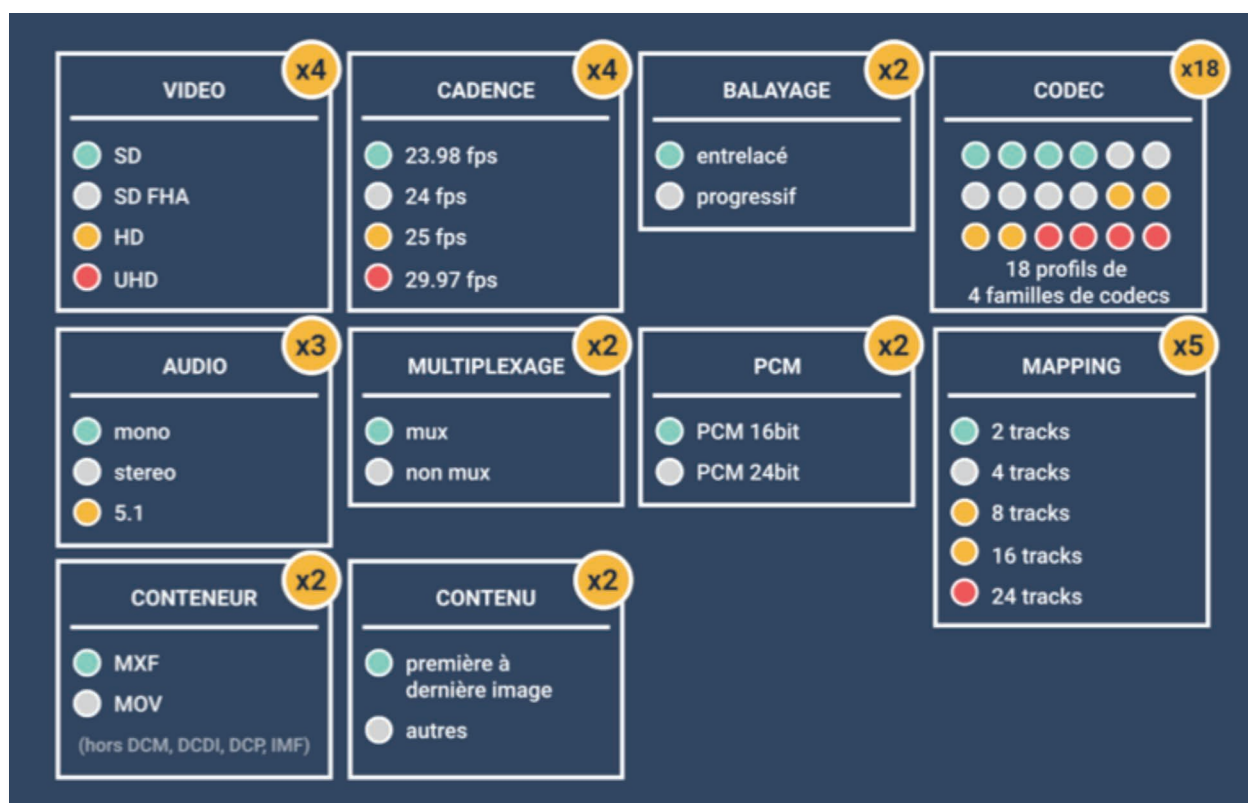 VIDEO
x4
SD
SD FHA
HD
UHD
CADENCE
x4
23.98 fps
24 fps
25 fps
29.97 fps
BALAYAGE
x2
entrelacé
progressif
CODEC
x18
18 profils de
4 familles de codecs
AUDIO
x3
mono
stereo
5.1
MULTIPLEXAGE
x2
mux
non mux
PCM
x2
PCM 16bit
PCM 24bit
MAPPING
x5
2 tracks
4 tracks
8 tracks
16 tracks
24 tracks
CONTENEUR
x2
MXF
MOV
(hors DCM, DCDI, DCP, IMF)
CONTENU
x2
première à
dernière image
autres